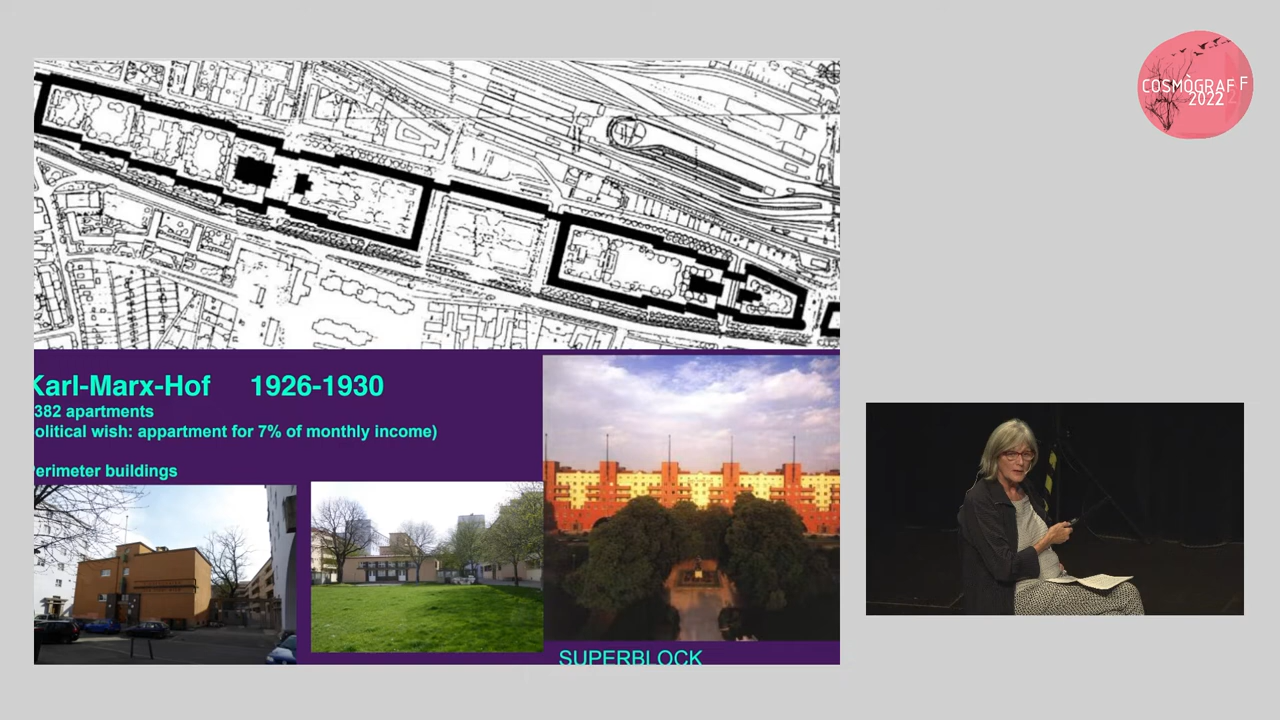 COSMÒGRAF F
2022
Karl-Marx-Hof 1926-1930
382 apartments
olitical wish: appartment for 7% of monthly income)
erimeter buildings
SUPERBLOCK